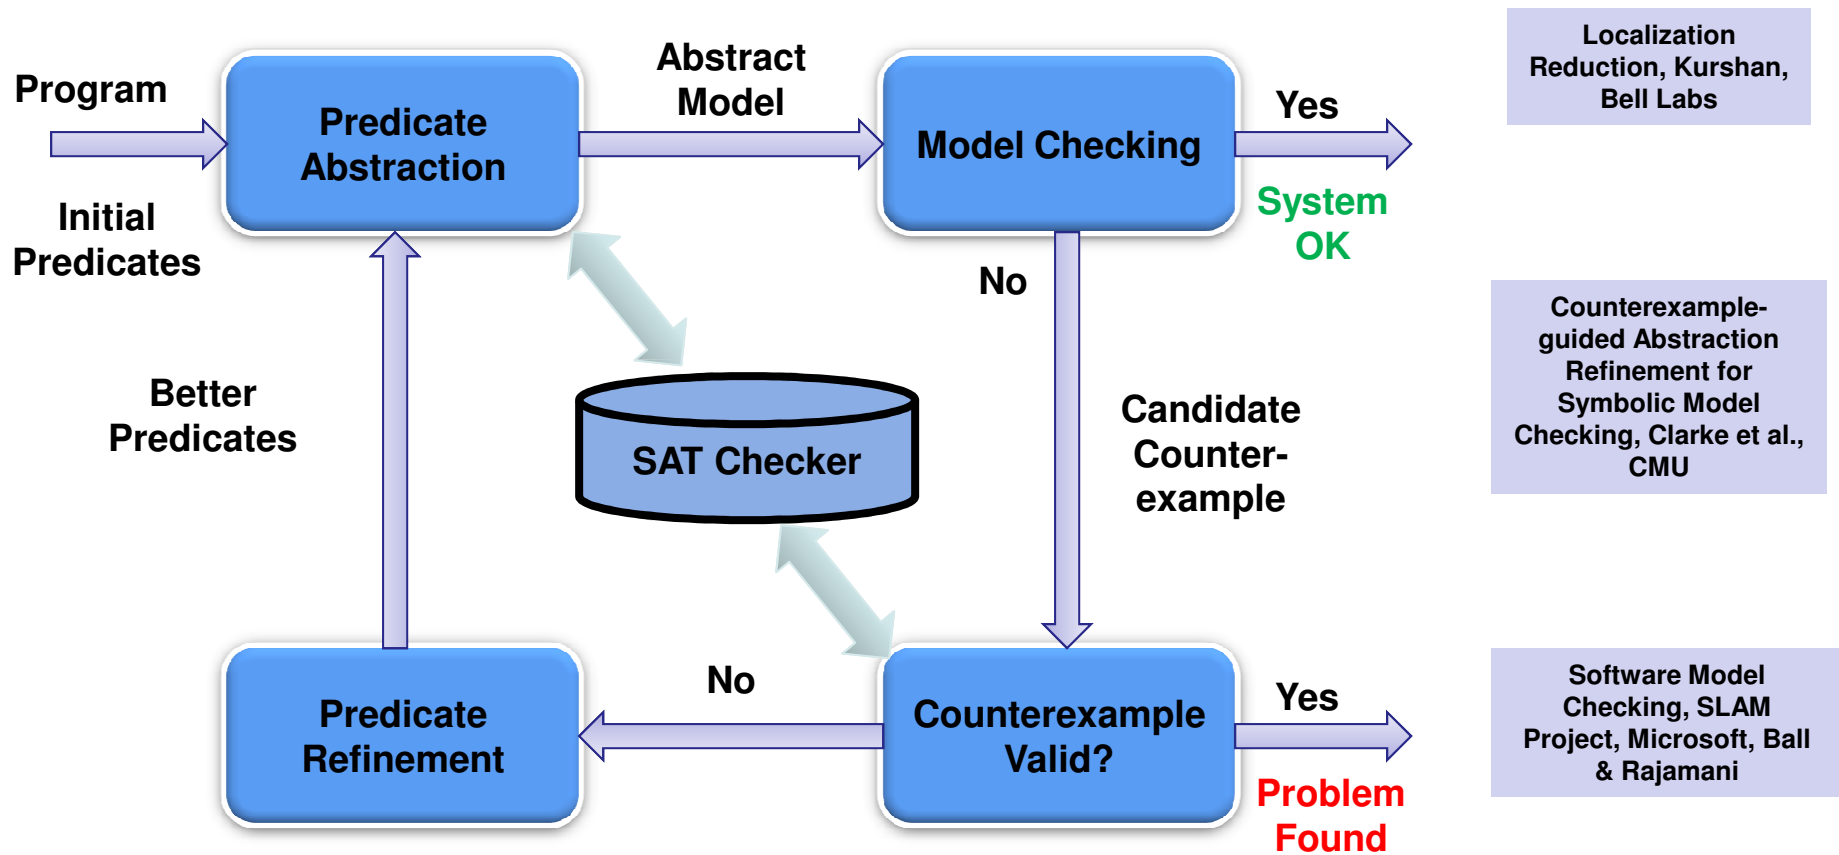 Program
Initial
Predicates
Predicate
Abstraction
Abstract
Model
Model Checking
Yes
System
OK
No
Better
Predicates
SAT Checker
Candidate
Counter-
example
Predicate
Refinement
No
Counterexample
Valid?
Yes
Problem
Found
Localization
Reduction, Kurshan,
Bell Labs
Counterexample-
guided Abstraction
Refinement for
Symbolic Model
Checking, Clarke et al.,
CMU
Software Model
Checking, SLAM
Project, Microsoft, Ball
& Rajamani